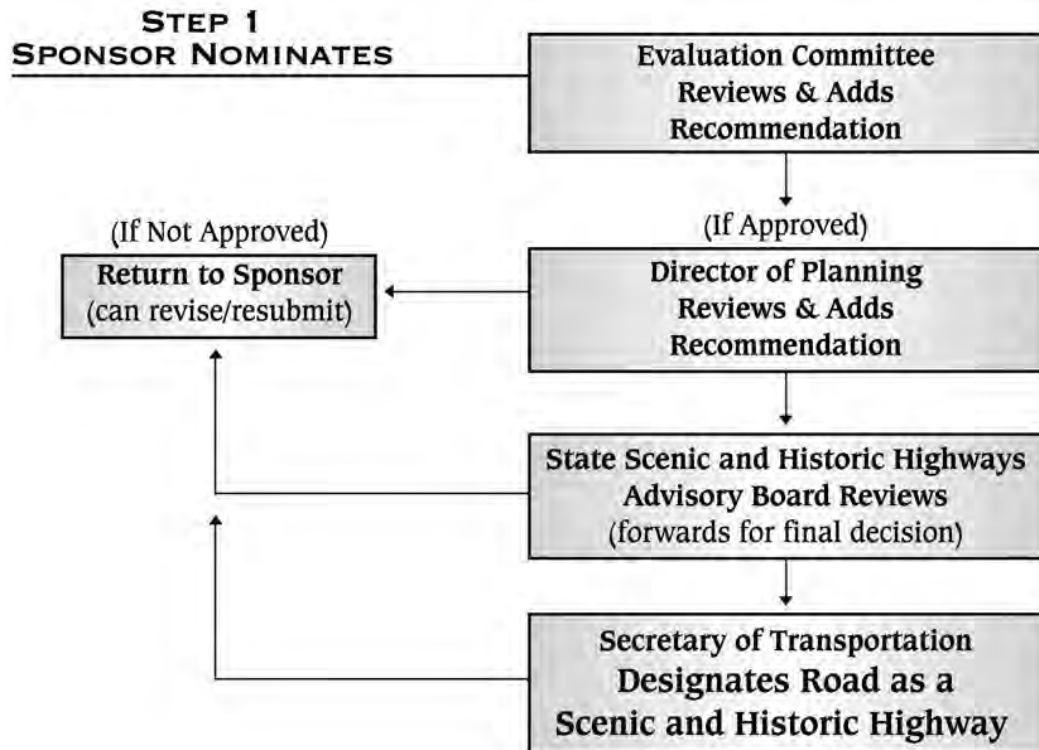 STEP 1
SPONSOR NOMINATES
Evaluation Committee
Reviews & Adds
Recommendation
(If Not Approved)
Return to Sponsor
(can revise/resubmit)
(If Approved)
Director of Planning
Reviews & Adds
Recommendation
State Scenic and Historic Highways
Advisory Board Reviews
(forwards for final decision)
Secretary of Transportation
Designates Road as a
Scenic and Historic Highway